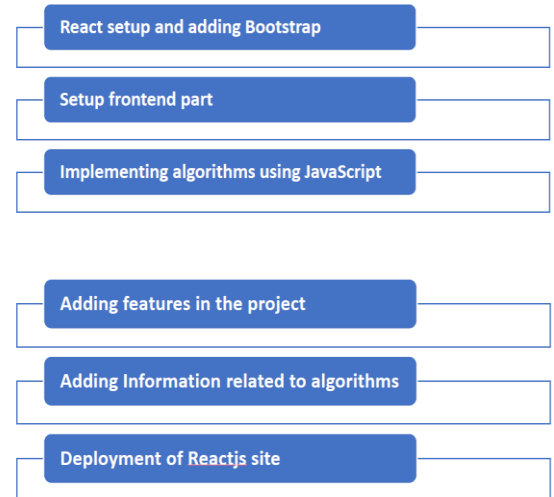 React setup and adding Bootstrap
Setup frontend part
Implementing algorithms using JavaScript
Adding features in the project
Adding Information related to algorithms
Deployment of Reactjs site